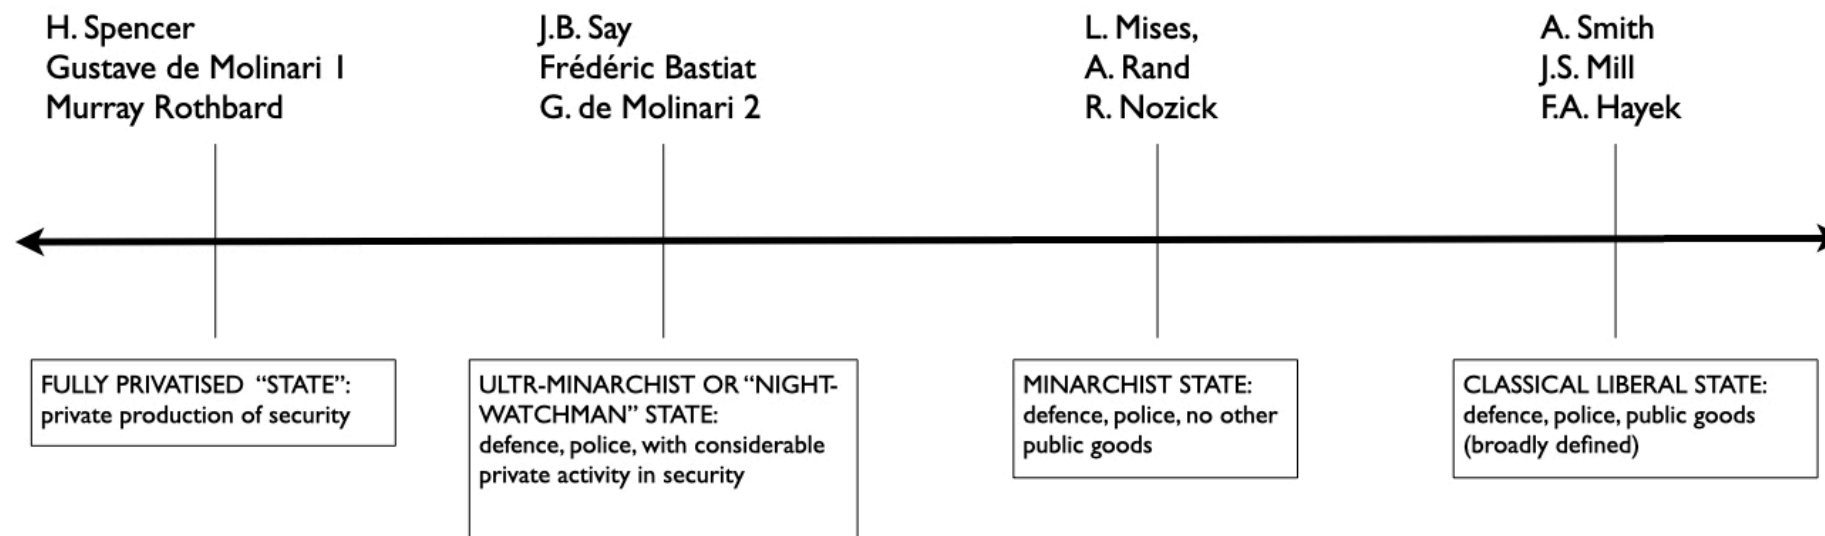 H. Spencer
Gustave de Molinari 1
Murray Rothbard
J.B. Say
Frédéric Bastiat
G. de Molinari 2
L. Mises,
A. Rand
R. Nozick
A. Smith
J.S. Mill
F.A. Hayek
FULLY PRIVATISED “STATE”:
private production of security
ULTR-MINARCHIST OR “NIGHT-
WATCHMAN” STATE:
defence, police, with considerable
private activity in security
MINARCHIST STATE:
defence, police, no other
public goods
CLASSICAL LIBERAL STATE:
defence, police, public goods
(broadly defined)